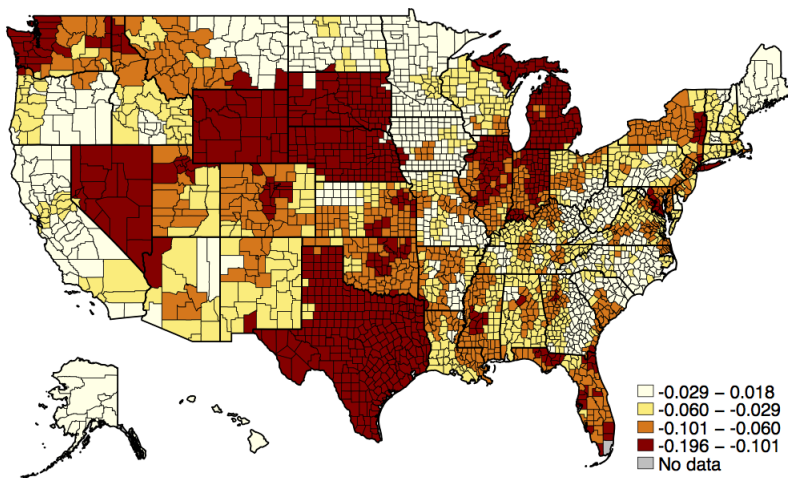 -0.029 – 0.018
-0.060 – -0.029
-0.101 – -0.060
-0.196 – -0.101
No data